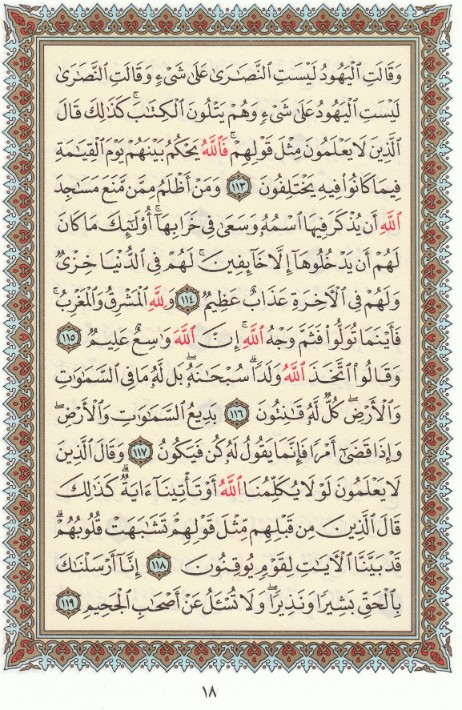 وَقَالَتِ ٱلْيَهُودُ لَيْسَتِ ٱلنَّصَٰرَىٰ عَلَىٰ شَىْءٍ وَقَالَتِ ٱلنَّصَٰرَىٰ
لَيْسَتِ ٱلْيَهُودُ عَلَىٰ شَىْءٍ وَهُمْ يَتْلُونَ ٱلْكِتَٰبَ ۗ كَذَٰلِكَ قَالَ
ٱلَّذِينَ لَا يَعْلَمُونَ مِثْلَ قَوْلِهِمْ ۚ فَٱللَّهُ يَحْكُمُ بَيْنَهُمْ يَوْمَ ٱلْقِيَٰمَةِ
فِيمَا كَانُوا۟ فِيهِ يَخْتَلِفُونَ ١١٣ وَمَنْ أَظْلَمُ مِمَّن مَّنَعَ مَسَٰجِدَ
ٱللَّهِ أَن يُذْكَرَ فِيهَا ٱسْمُهُۥ وَسَعَىٰ فِى خَرَابِهَآ ۚ أُو۟لَٰٓئِكَ مَا كَانَ
لَهُمْ أَن يَدْخُلُوهَآ إِلَّا خَآئِفِينَ ۚ لَهُمْ فِى ٱلدُّنْيَا خِزْىٌ
وَلَهُمْ فِى ٱلْءَاخِرَةِ عَذَابٌ عَظِيمٌ ١١٤ وَلِلَّهِ ٱلْمَشْرِقُ وَٱلْمَغْرِبُ ۚ
فَأَيْنَمَا تُوَلُّوا۟ فَثَمَّ وَجْهُ ٱللَّهِ ۚ إِنَّ ٱللَّهَ وَٰسِعٌ عَلِيمٌ ١١٥
وَقَالُوا۟ ٱتَّخَذَ ٱللَّهُ وَلَدًا ۗ سُبْحَٰنَهُۥ ۖ بَل لَّهُۥ مَا فِى ٱلسَّمَٰوَٰتِ
وَٱلْأَرْضِ ۖ كُلٌّ لَّهُۥ قَٰنِتُونَ ١١٦ بَدِيعُ ٱلسَّمَٰوَٰتِ وَٱلْأَرْضِ ۖ
وَإِذَا قَضَىٰٓ أَمْرًا فَإِنَّمَا يَقُولُ لَهُۥ كُن فَيَكُونُ ١١٧ وَقَالَ ٱلَّذِينَ
لَا يَعْلَمُونَ لَوْلَا يُكَلِّمُنَا ٱللَّهُ أَوْ تَأْتِينَآ ءَايَةٌ ۗ كَذَٰلِكَ
قَالَ ٱلَّذِينَ مِن قَبْلِهِم مِّثْلَ قَوْلِهِمْ ۘ تَشَٰبَهَتْ قُلُوبُهُمْ ۗ
قَدْ بَيَّنَّا ٱلْءَايَٰتِ لِقَوْمٍ يُوقِنُونَ ١١٨ إِنَّآ أَرْسَلْنَٰكَ
بِٱلْحَقِّ بَشِيرًا وَنَذِيرًا ۖ وَلَا تُسْـَٔلُ عَنْ أَصْحَٰبِ ٱلْجَحِيمِ ١١٩
١٨